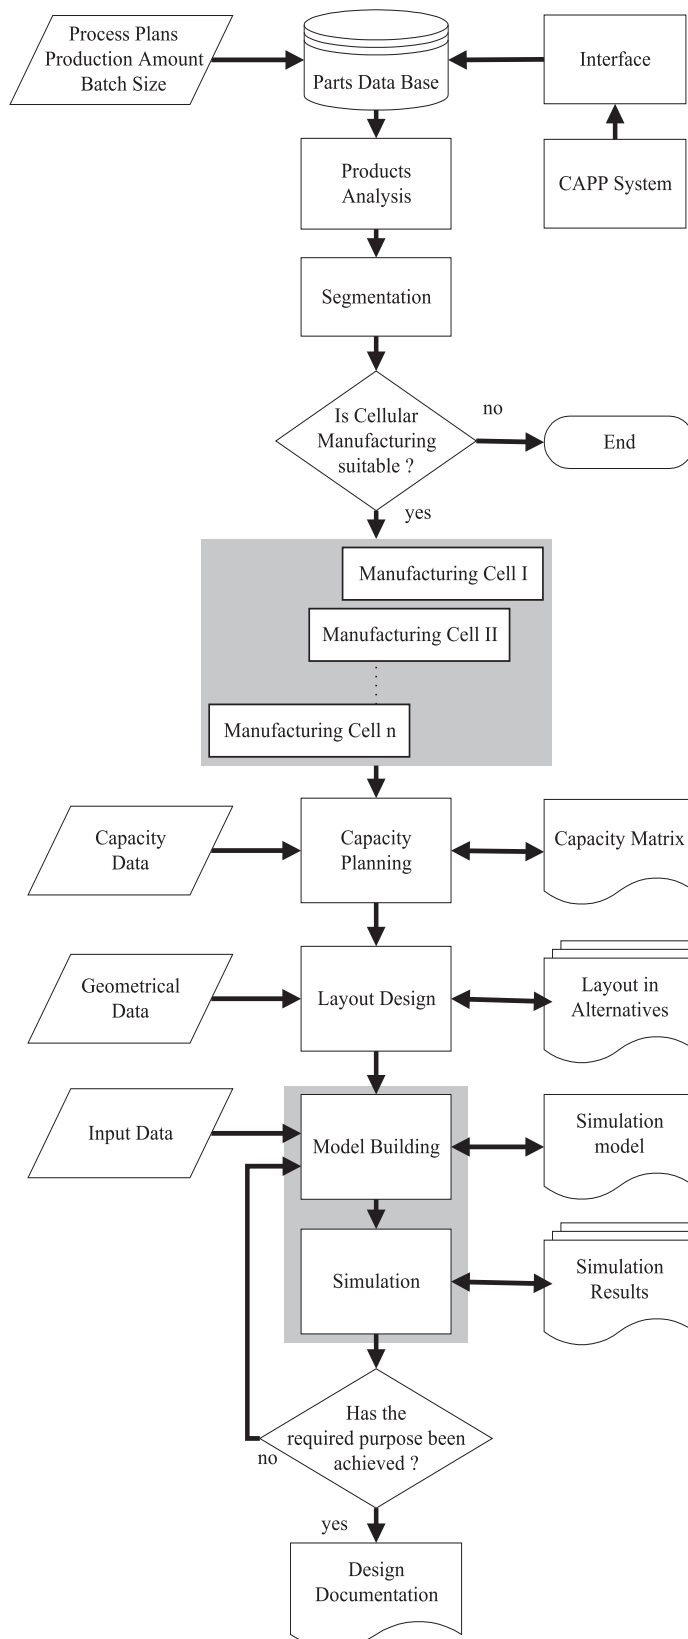 Process Plans
Production Amount
Batch Size
Parts Data Base
Interface
Products
Analysis
CAPP System
Segmentation
Is Cellular
Manufacturing
suitable ?
no
End
yes
Manufacturing Cell I
Manufacturing Cell II
Manufacturing Cell n
Capacity
Data
Capacity
Planning
Capacity Matrix
Geometrical
Data
Layout Design
Layout in
Alternatives
Input Data
Model Building
Simulation
model
Simulation
Simulation
Results
Has the
required purpose been
achieved ?
no
yes
Design
Documentation